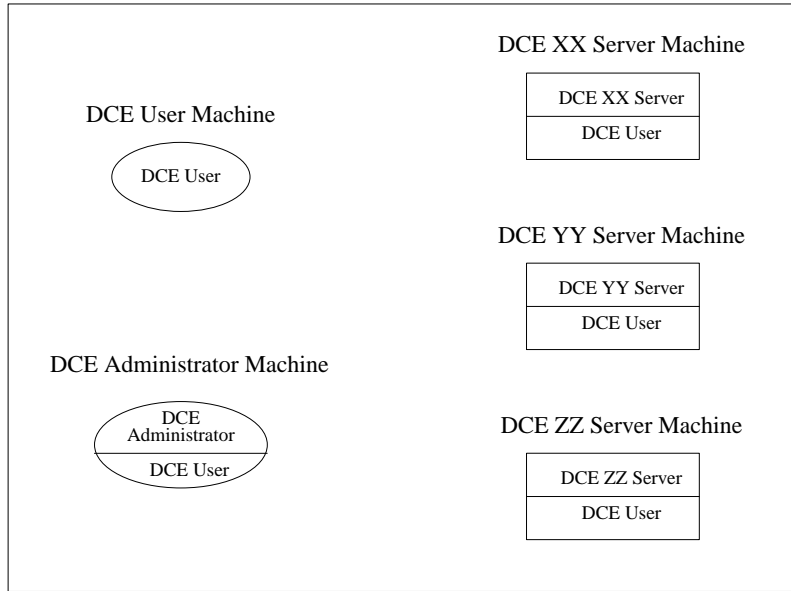 DCE User Machine
DCE User
DCE Administrator Machine
DCE
Administrator
DCE User
DCE XX Server Machine
DCE XX Server
DCE User
DCE YY Server Machine
DCE YY Server
DCE User
DCE ZZ Server Machine
DCE ZZ Server
DCE User